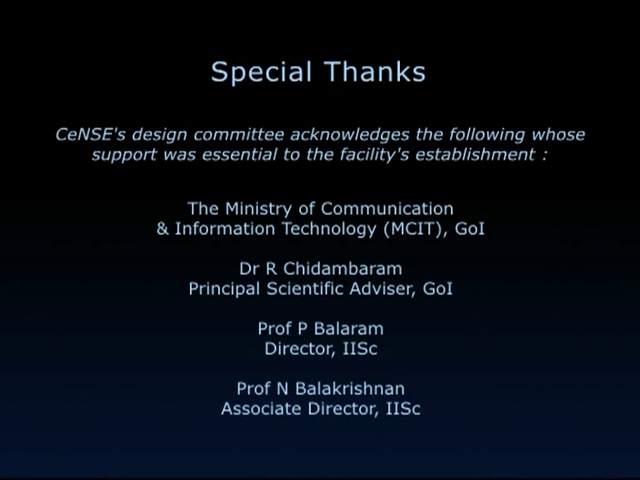 Special Thanks
CeNSE's design committee acknowledges the following whose
support was essential to the facility's establishment :
The Ministry of Communication
& Information Technology (MCIT), GoI
Dr R Chidambaram
Principal Scientific Adviser, GoI
Prof P Balaram
Director, IISc
Prof N Balakrishnan
Associate Director, IISc